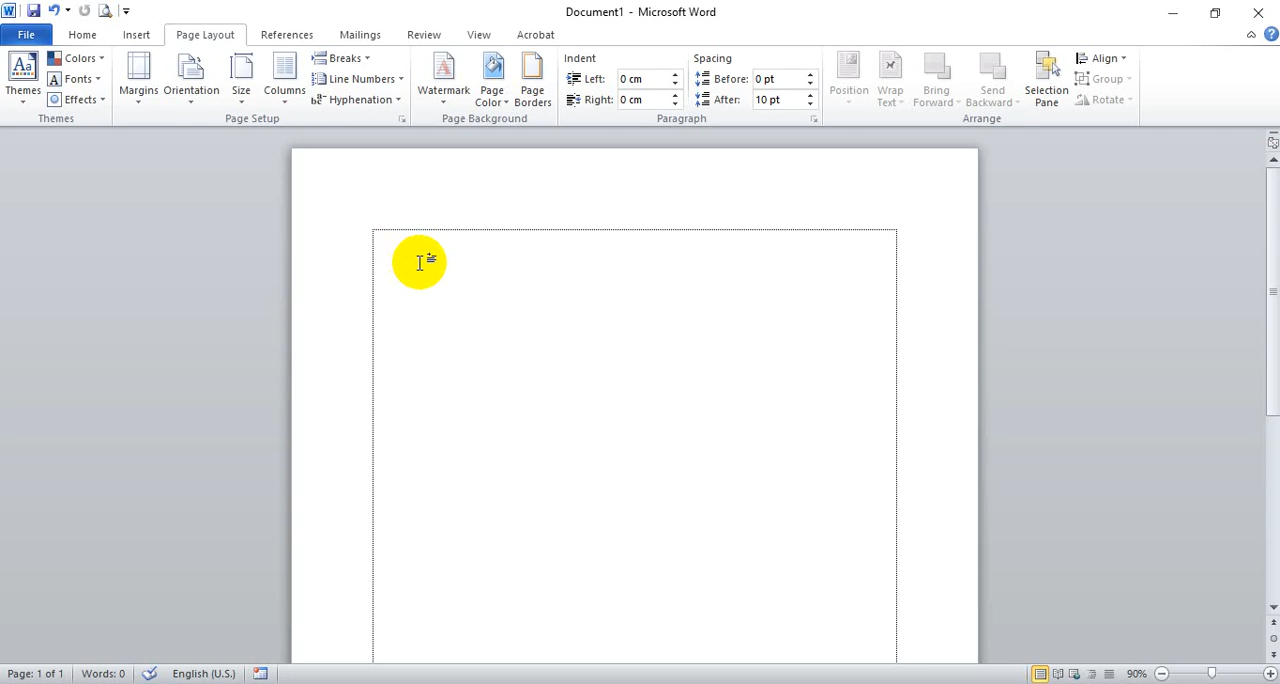 Document1 - Microsoft Word
File Home Insert Page Layout References Mailings Review View Acrobat
Themes Colors Fonts Effects
Themes
Margins Orientation Size Columns Breaks Line Numbers Hyphenation
Page Setup
Watermark Page Color Page Borders
Page Background
Indent Spacing
Left: 0 cm Before: 0 pt
Right: 0 cm After: 10 pt
Paragraph
Position Wrap Text Bring Forward Send Backward Selection Pane Align Group Rotate
Arrange
Page: 1 of 1 Words: 0 English (U.S.) 90%